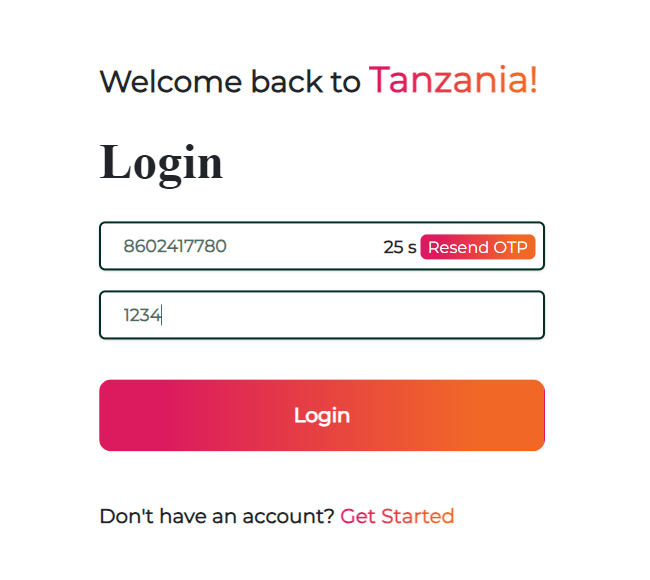 Welcome back to Tanzania!
Login
8602417780 25 s Resend OTP
1234
Login
Don't have an account? Get Started